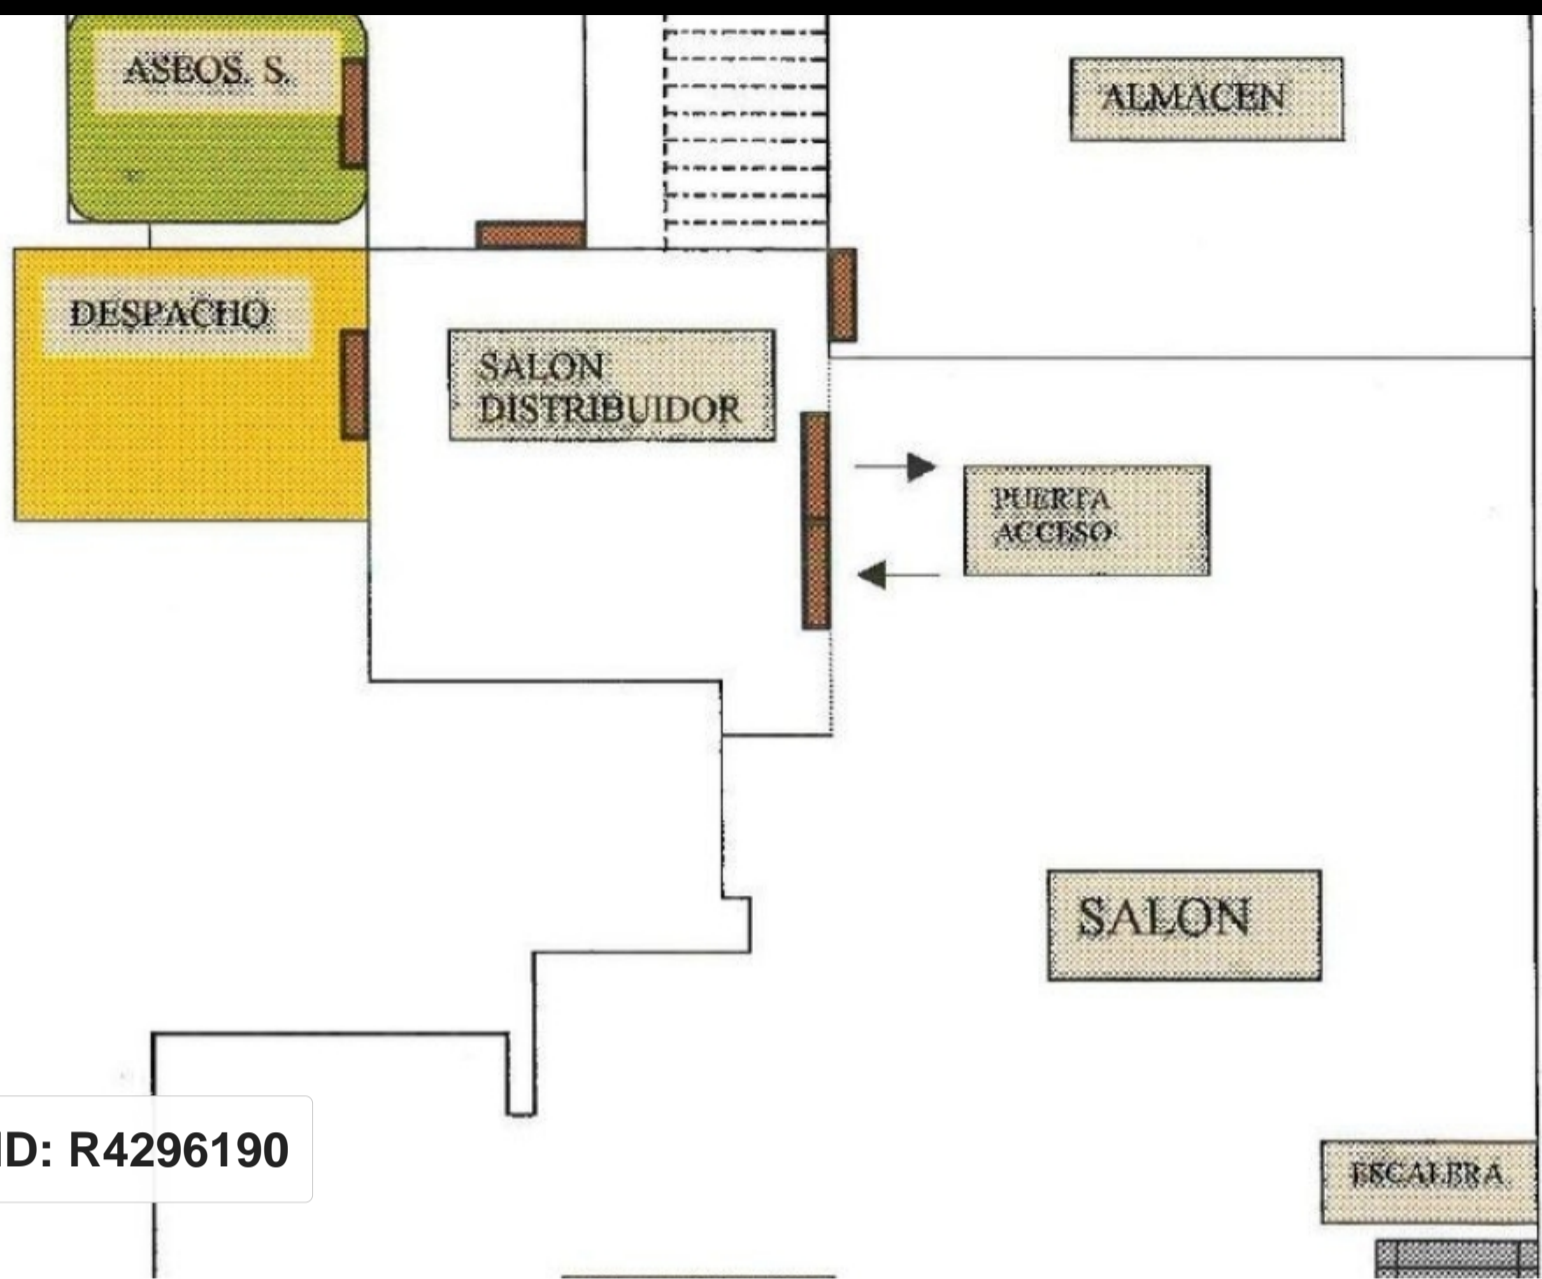 ASEOS. S.
ALMACEN
DESPACHO
SALON
DISTRIBUIDOR
PUERTA
ACCESO
SALON
ID: R4296190
ESCALERA